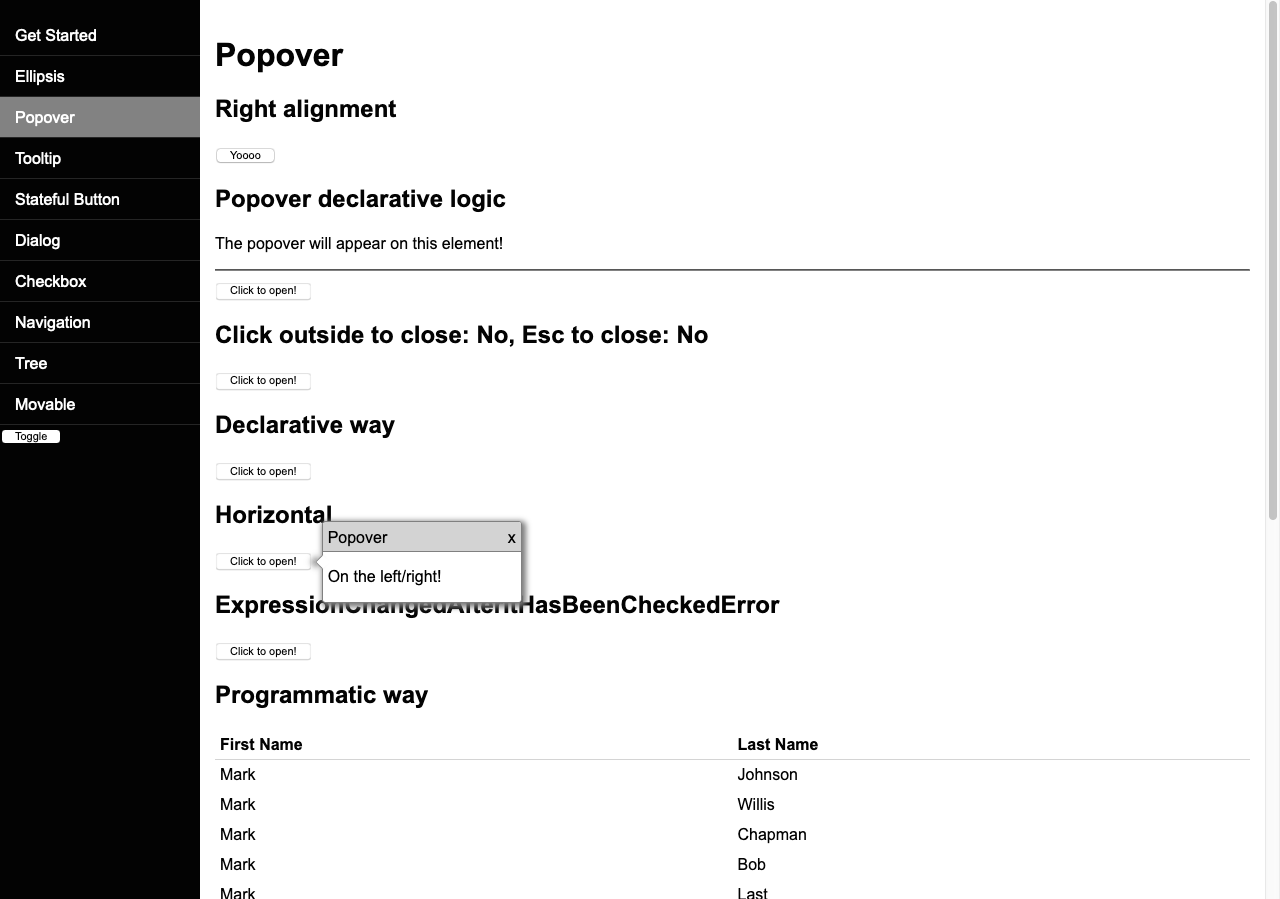 Get Started
Ellipsis
Popover
Tooltip
Stateful Button
Dialog
Checkbox
Navigation
Tree
Movable
Toggle
Popover
Right alignment
Yoooo
Popover declarative logic
The popover will appear on this element!
Click to open!
Click outside to close: No, Esc to close: No
Click to open!
Declarative way
Click to open!
Horizontal
Popover x
Click to open!
On the left/right!
ExpressionChangedAfterItHasBeenCheckedError
Click to open!
Programmatic way
First Name Last Name
Mark Johnson
Mark Willis
Mark Chapman
Mark Bob
Mark Last